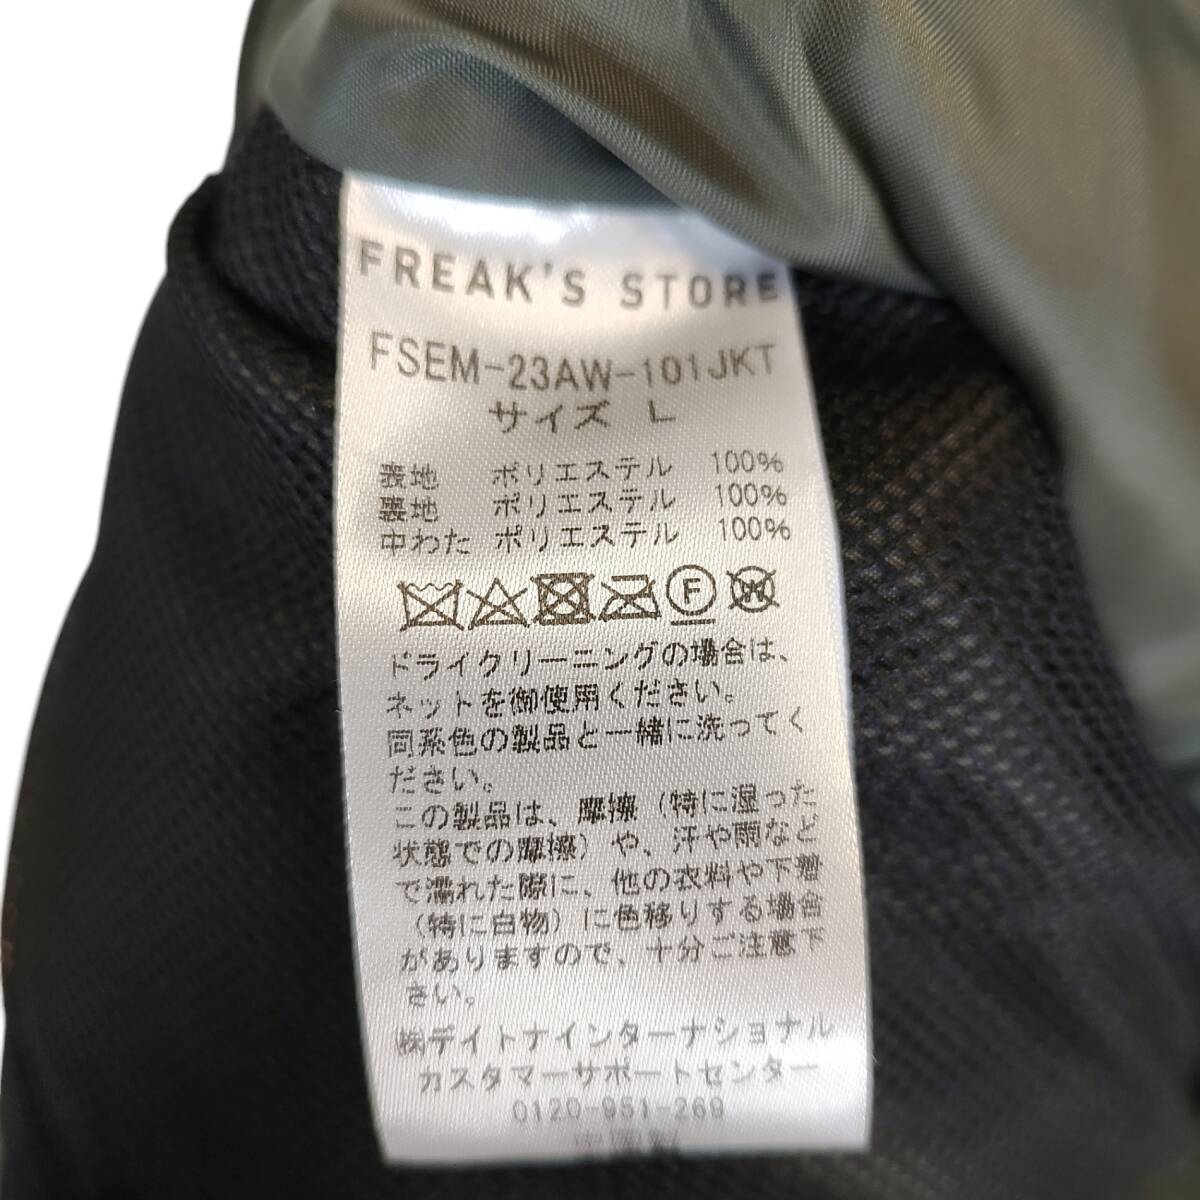 FREAK'S STORE
FSEM-23AW-101JKT
サイズ L
表地 ポリエステル 100%
裏地 ポリエステル 100%
中わた ポリエステル 100%
F W
ドライクリーニングの場合は、
ネットを御使用ください。
同系色の製品と一緒に洗ってく
ださい。
この製品は、摩擦（特に湿った
状態での摩擦）や、汗や雨など
で濡れた際に、他の衣料や下着
（特に白物）に色移りする場合
がありますので、十分ご注意下
さい。
㈱デイトナインターナショナル
カスタマーサポートセンター
0120-951-269
中国製